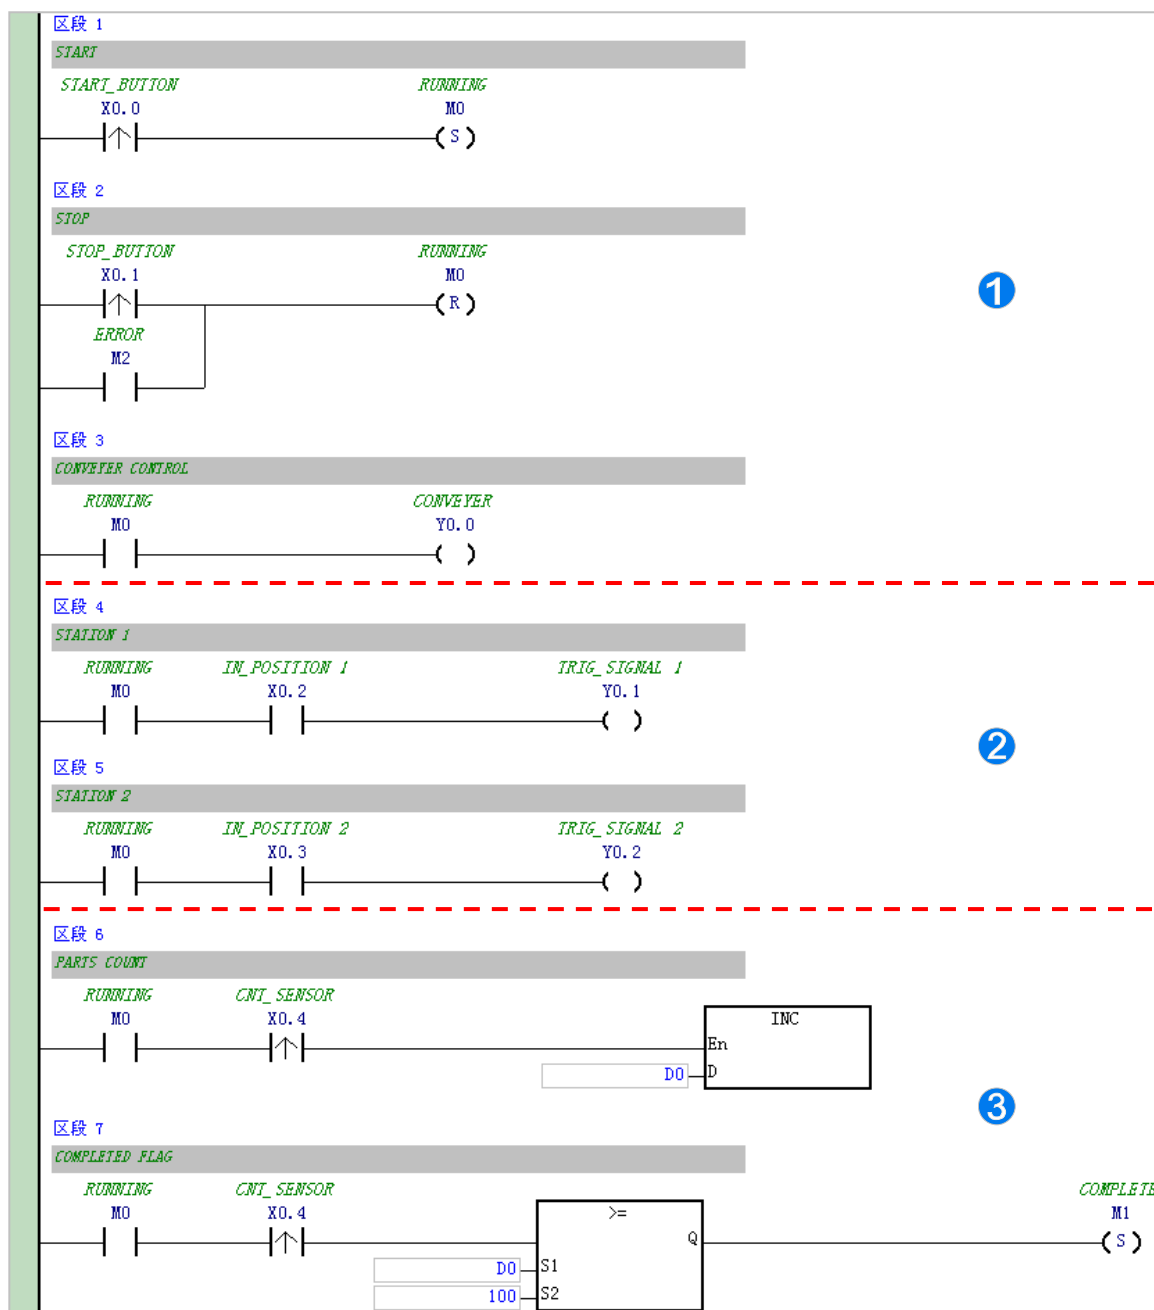 区段 1
START
START_BUTTON RUNNING
X0.0 M0
S
区段 2
STOP
STOP_BUTTON RUNNING
X0.1 M0
1
R
ERROR
M2
区段 3
CONVEYER CONTROL
RUNNING CONVEYER
M0 Y0.0
区段 4
STATION 1
RUNNING IN_POSITION 1 TRIG_SIGNAL 1
M0 X0.2 Y0.1
2
区段 5
STATION 2
RUNNING IN_POSITION 2 TRIG_SIGNAL 2
M0 X0.3 Y0.2
区段 6
PARTS COUNT
RUNNING CNT_SENSOR
M0 X0.4 INC
En
D0 D
3
区段 7
COMPLETED FLAG
RUNNING CNT_SENSOR COMPLETE
M0 X0.4 >= M1
Q S
D0 S1
100 S2